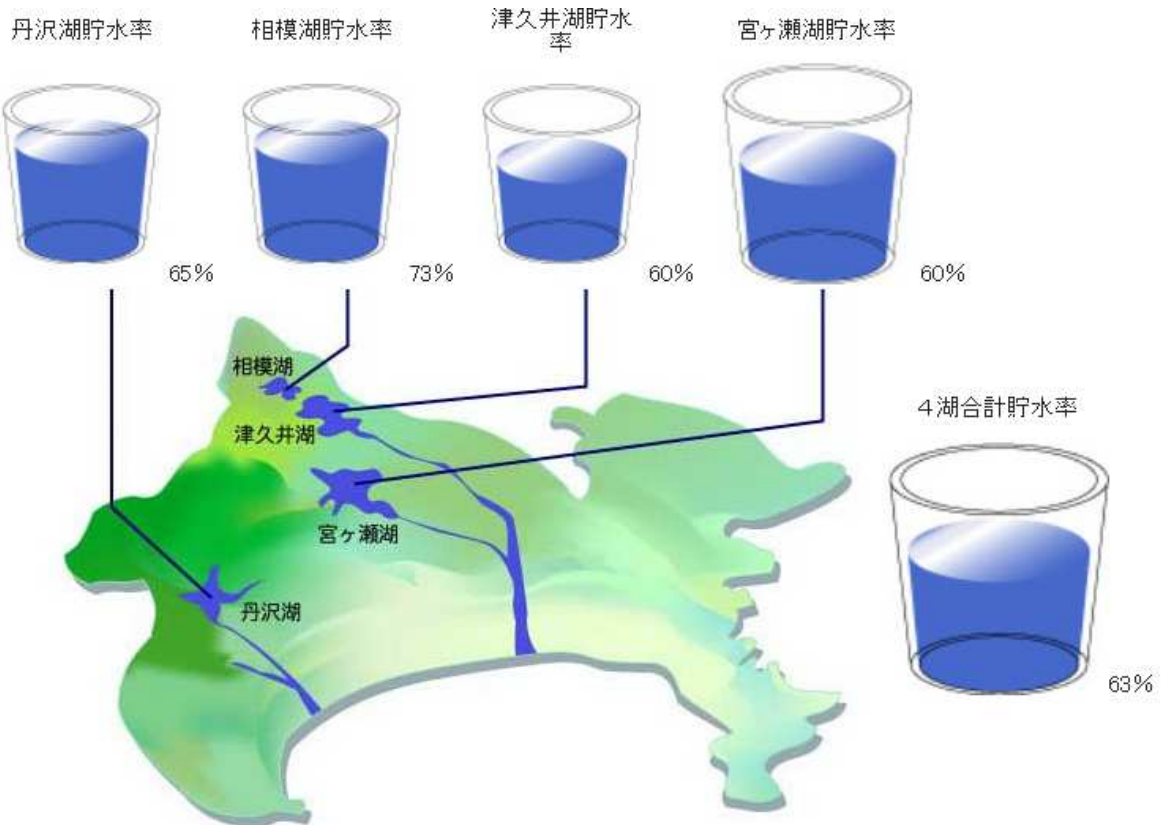 丹沢湖貯水率
相模湖貯水率
津久井湖貯水
率
宮ヶ瀬湖貯水率
65%
73%
60%
60%
相模湖
津久井湖
宮ヶ瀬湖
丹沢湖
４湖合計貯水率
63%